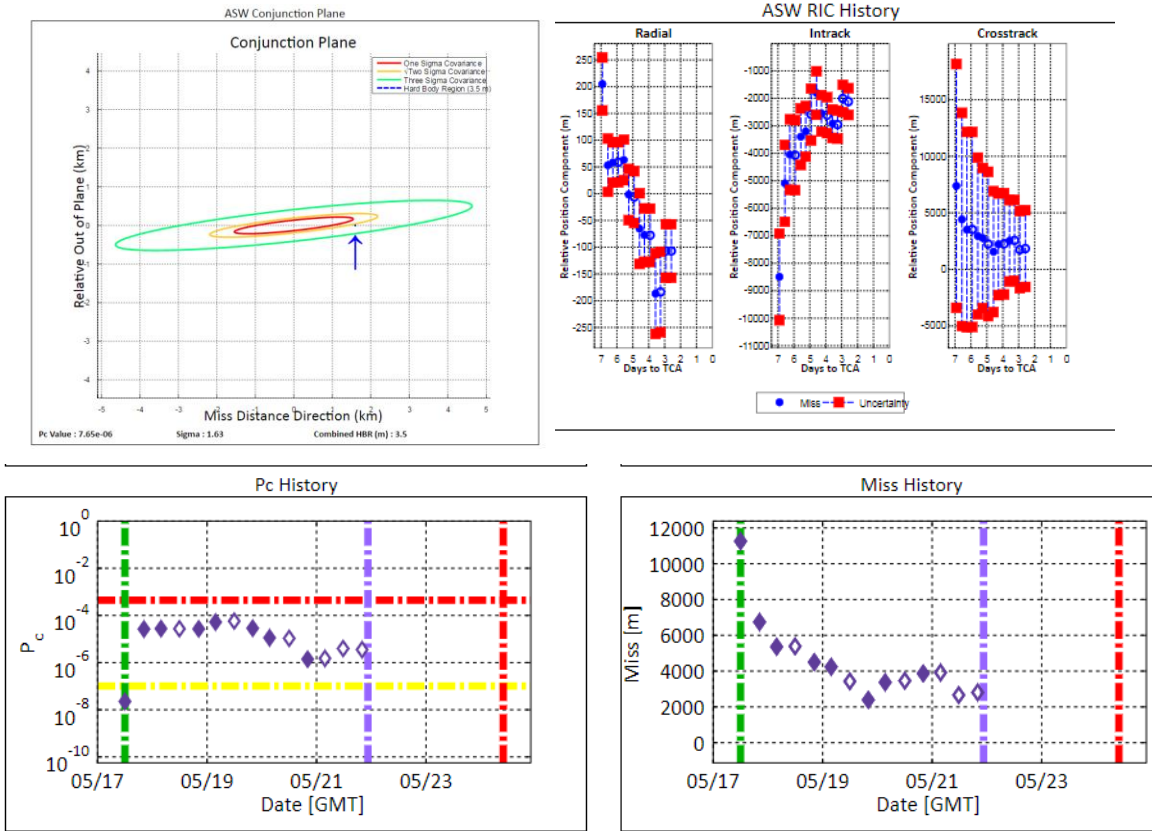 ASW Conjunction Plane
Conjunction Plane
One Sigma Covariance
√Two Sigma Covariance
Three Sigma Covariance
Hard Body Region (3.5 m)
Relative Out of Plane (km)
4
3
2
1
0
-1
-2
-3
-4
-5 -4 -3 -2 -1 0 1 2 3 4 5
Miss Distance Direction (km)
Pc Value : 7.65e-06 Sigma : 1.63 Combined HBR (m) : 3.5
ASW RIC History
Radial
Relative Position Component (m)
250
200
150
100
50
0
-50
-100
-150
-200
-250
7 6 5 4 3 2 1 0
Days to TCA
Intrack
Relative Position Component (m)
-1000
-2000
-3000
-4000
-5000
-6000
-7000
-8000
-9000
-10000
-11000
7 6 5 4 3 2 1 0
Days to TCA
Crosstrack
Relative Position Component (m)
15000
10000
5000
0
-5000
7 6 5 4 3 2 1 0
Days to TCA
Miss Uncertainty
Pc History
P_c
10^0
10^-2
10^-4
10^-6
10^-8
10^-10
05/17 05/19 05/21 05/23
Date [GMT]
Miss History
Miss [m]
12000
10000
8000
6000
4000
2000
0
05/17 05/19 05/21 05/23
Date [GMT]